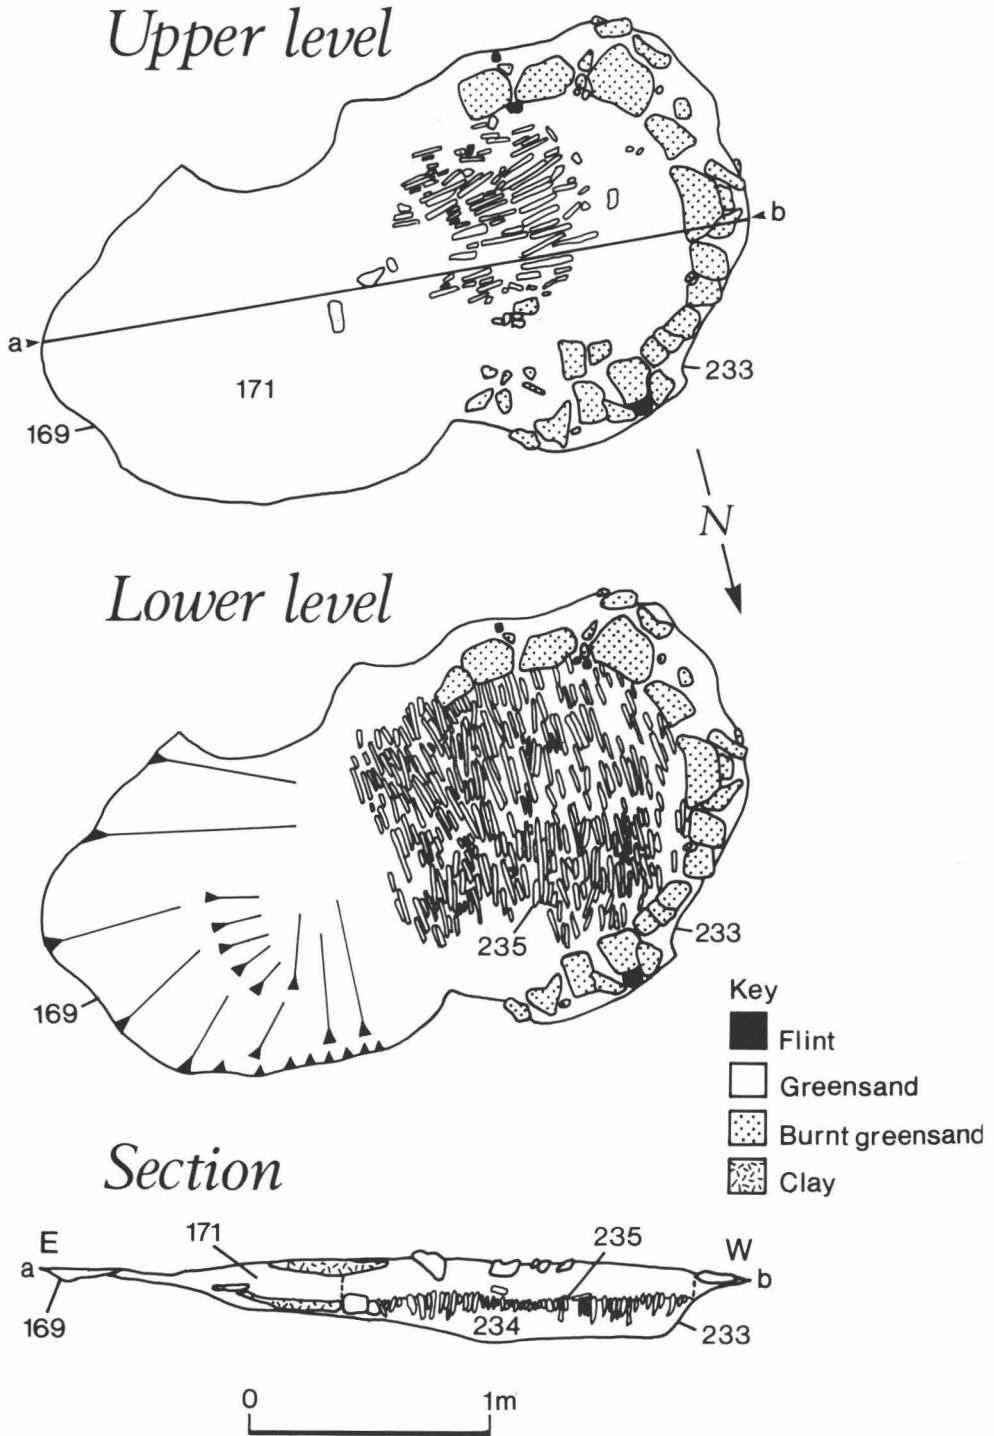 Upper level
b
a
171
233
169
N
Lower level
235
233
169
Key
Flint
Greensand
Burnt greensand
Clay
Section
E
171
235
W
a
b
169
234
233
0
1m